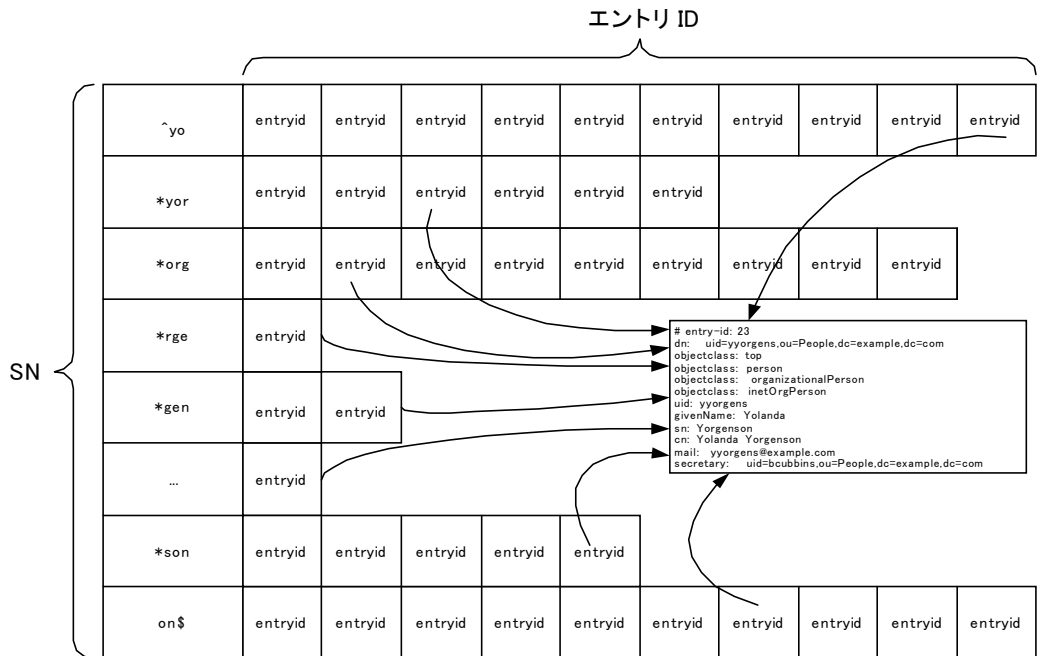 エントリ ID
SN
^yo entryid entryid entryid entryid entryid entryid entryid entryid entryid entryid
*yor entryid entryid entryid entryid entryid entryid
*org entryid entryid entryid entryid entryid entryid entryid entryid entryid
*rge entryid
*gen entryid entryid
... entryid
*son entryid entryid entryid entryid entryid
on$ entryid entryid entryid entryid entryid entryid entryid entryid entryid entryid
# entry-id: 23
dn: uid=yyorgens,ou=People,dc=example,dc=com
objectclass: top
objectclass: person
objectclass: organizationalPerson
objectclass: inetOrgPerson
uid: yyorgens
givenName: Yolanda
sn: Yorgenson
cn: Yolanda Yorgenson
mail: yyorgens@example.com
secretary: uid=bcubbins,ou=People,dc=example,dc=com